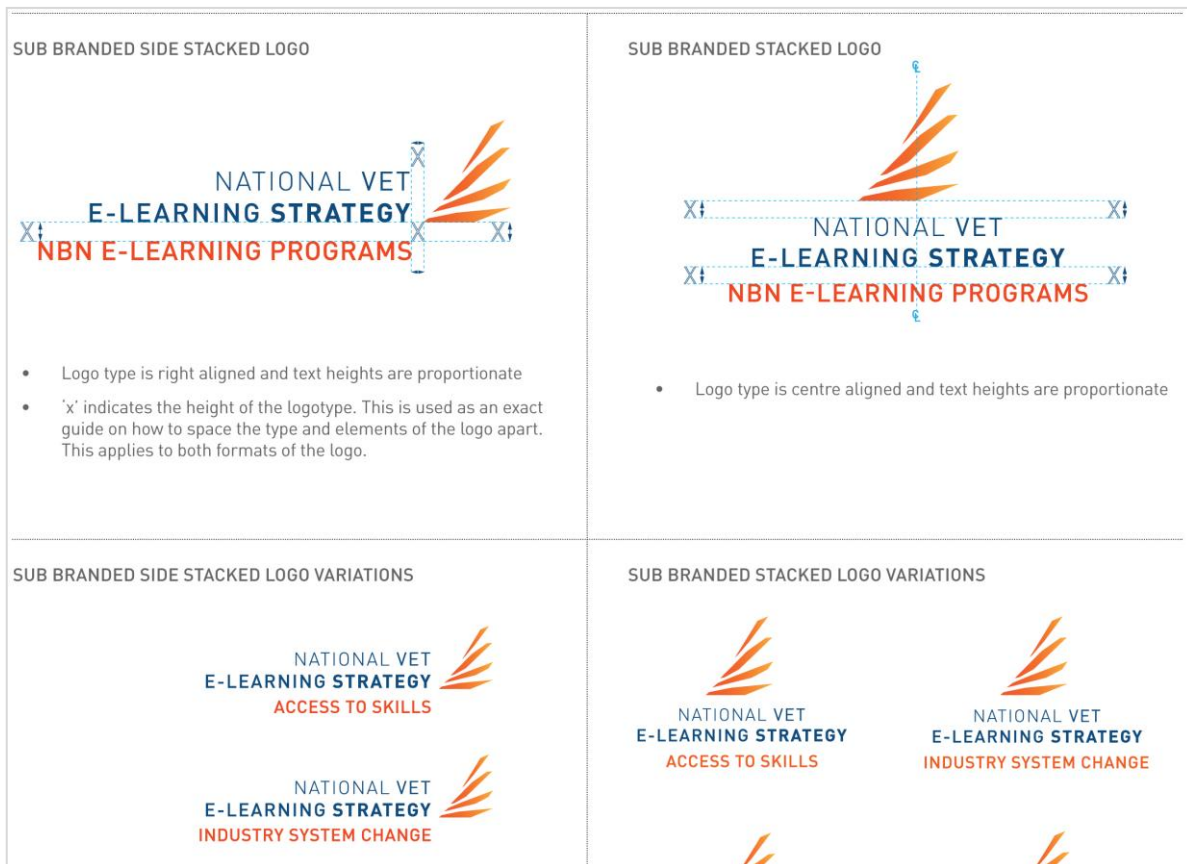 SUB BRANDED SIDE STACKED LOGO
X
NATIONAL VET
E-LEARNING STRATEGY
X X X
NBN E-LEARNING PROGRAMS
• Logo type is right aligned and text heights are proportionate
• 'x' indicates the height of the logotype. This is used as an exact
guide on how to space the type and elements of the logo apart.
This applies to both formats of the logo.
SUB BRANDED STACKED LOGO
℄
X X
NATIONAL VET
E-LEARNING STRATEGY
X X
NBN E-LEARNING PROGRAMS
℄
• Logo type is centre aligned and text heights are proportionate
SUB BRANDED SIDE STACKED LOGO VARIATIONS
NATIONAL VET
E-LEARNING STRATEGY
ACCESS TO SKILLS
NATIONAL VET
E-LEARNING STRATEGY
INDUSTRY SYSTEM CHANGE
SUB BRANDED STACKED LOGO VARIATIONS
NATIONAL VET
E-LEARNING STRATEGY
ACCESS TO SKILLS
NATIONAL VET
E-LEARNING STRATEGY
INDUSTRY SYSTEM CHANGE